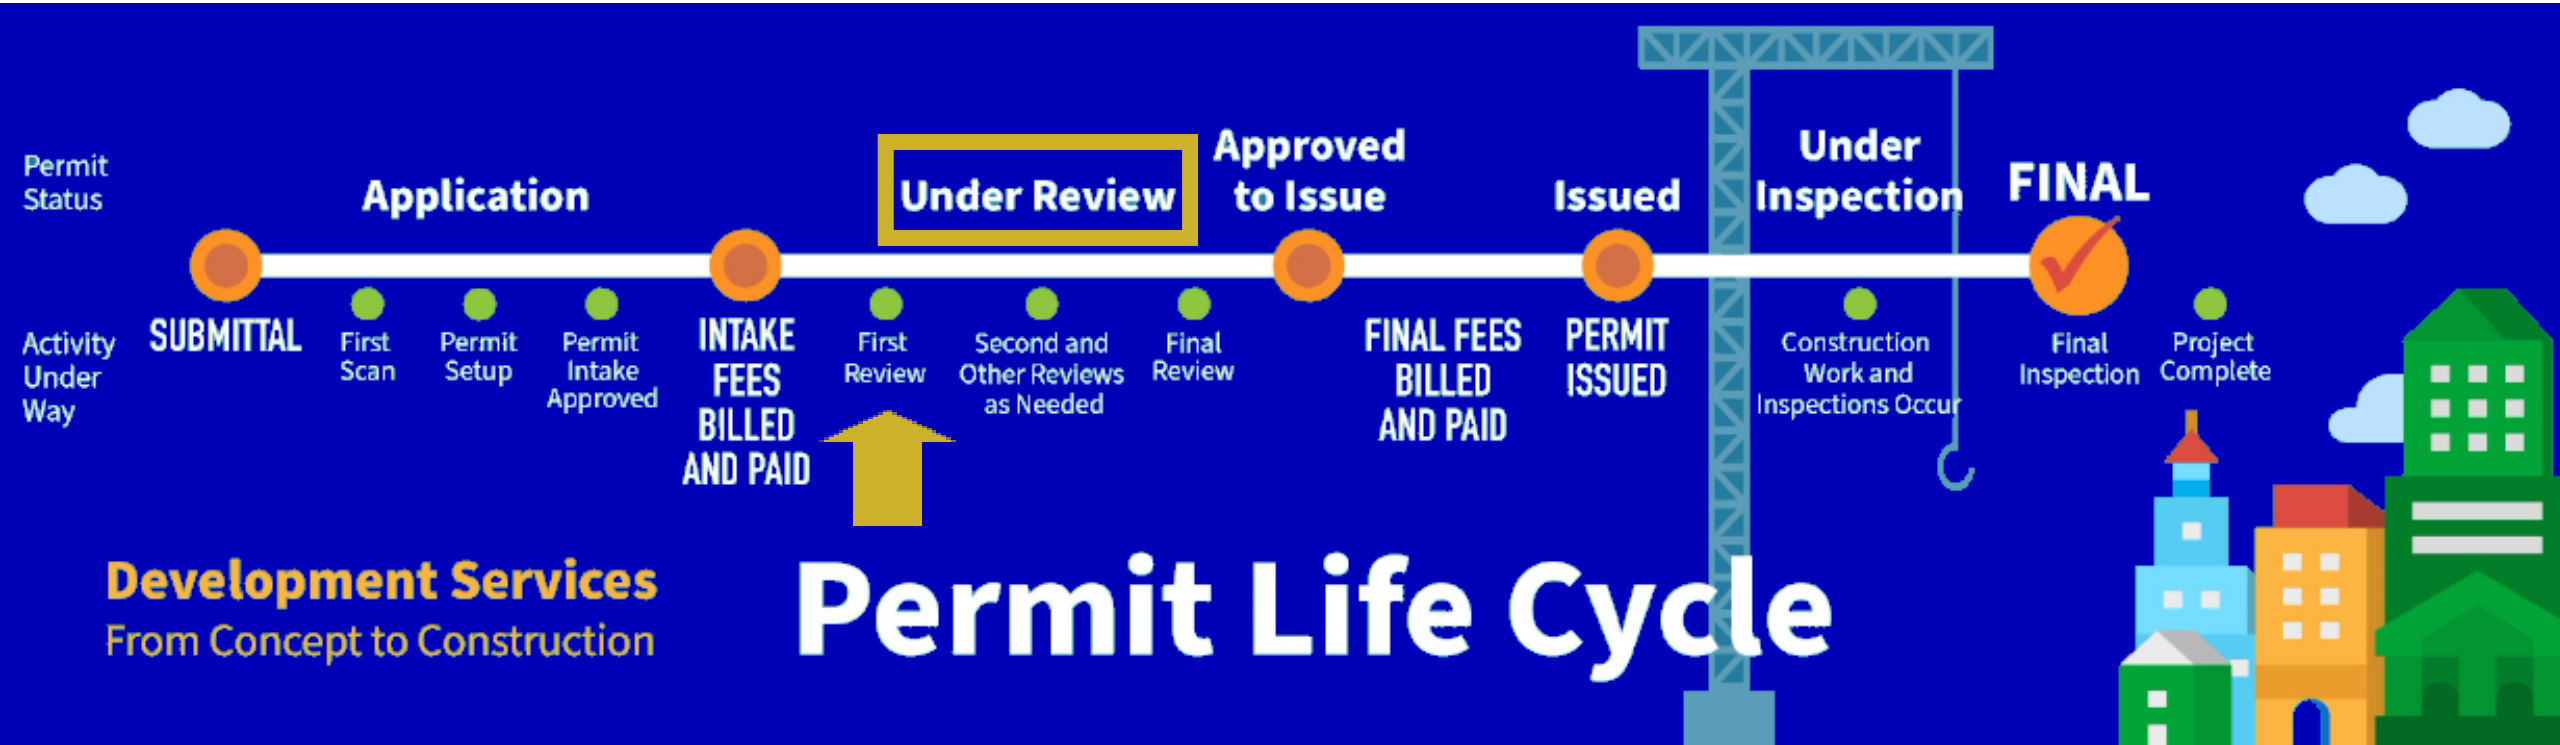 Permit
Status
Application
Under Review
Approved
to Issue
Issued
Under
Inspection
FINAL
Activity
Under
Way
SUBMITTAL
First
Scan
Permit
Setup
Permit
Intake
Approved
INTAKE
FEES
BILLED
AND PAID
First
Review
Second and
Other Reviews
as Needed
Final
Review
FINAL FEES
BILLED
AND PAID
PERMIT
ISSUED
Construction
Work and
Inspections Occur
Final
Inspection
Project
Complete
Development Services
From Concept to Construction
Permit Life Cycle